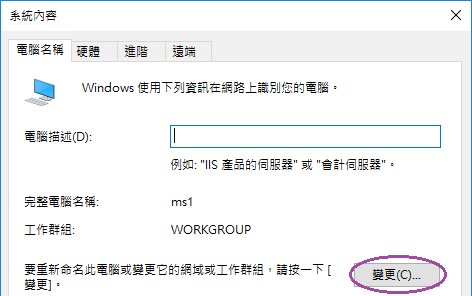 系統內容
電腦名稱 硬體 進階 遠端
Windows 使用下列資訊在網路上識別您的電腦。
電腦描述(D):
例如: "IIS 產品的伺服器" 或 "會計伺服器"。
完整電腦名稱: ms1
工作群組: WORKGROUP
要重新命名此電腦或變更它的網域或工作群組，請按一下 [
變更]。
變更(C)...